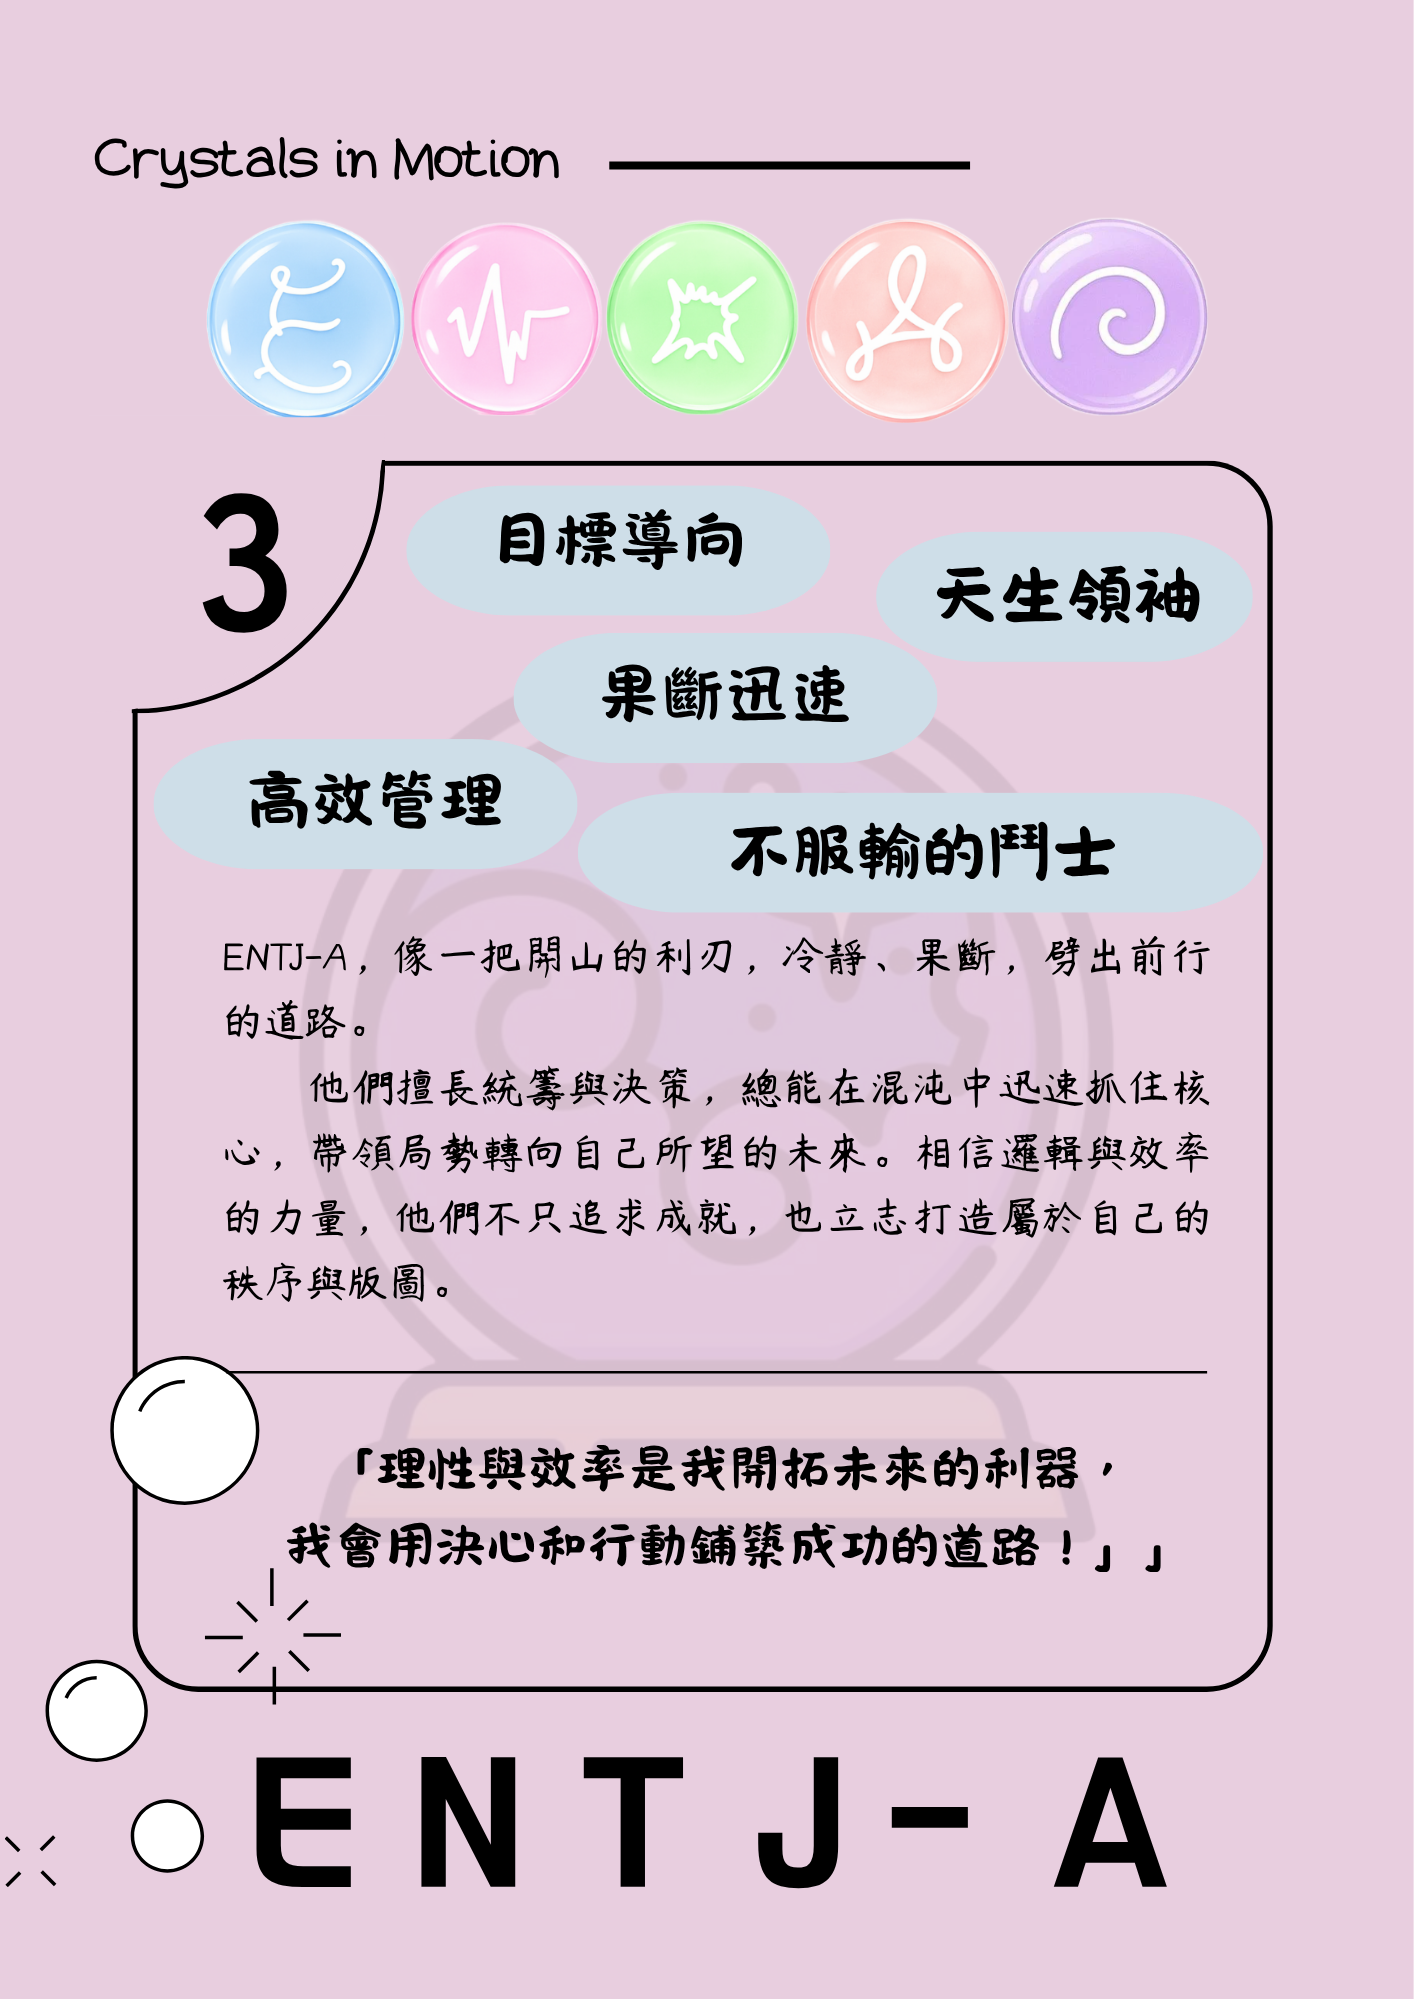 Crystals in Motion
3
目標導向
天生領袖
果斷迅速
高效管理
不服輸的鬥士
ENTJ-A，像一把開山的利刃，冷靜、果斷，劈出前行
的道路。
他們擅長統籌與決策，總能在混沌中迅速抓住核
心，帶領局勢轉向自己所望的未來。相信邏輯與效率
的力量，他們不只追求成就，也立志打造屬於自己的
秩序與版圖。
「理性與效率是我開拓未來的利器，
我會用決心和行動鋪築成功的道路！」」
ENTJ-A